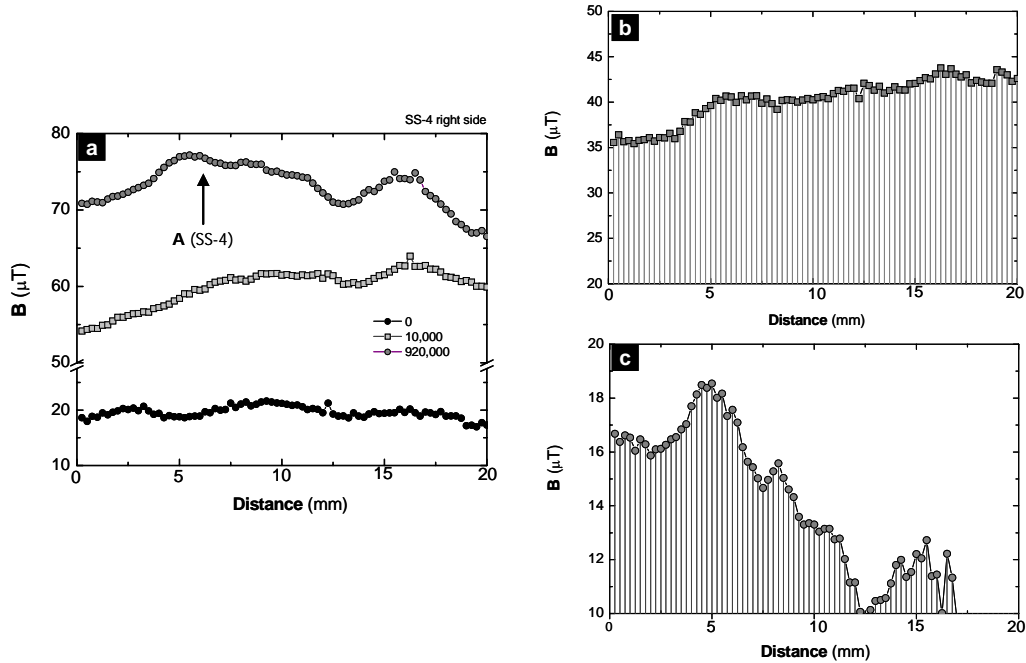 SS-4 right side
a
80
70
60
50
20
10
B (μT)
A (SS-4)
0
10,000
920,000
0 5 10 15 20
Distance (mm)
b
50
45
40
35
30
25
20
B (μT)
0 5 10 15 20
Distance (mm)
c
20
18
16
14
12
10
B (μT)
0 5 10 15 20
Distance (mm)